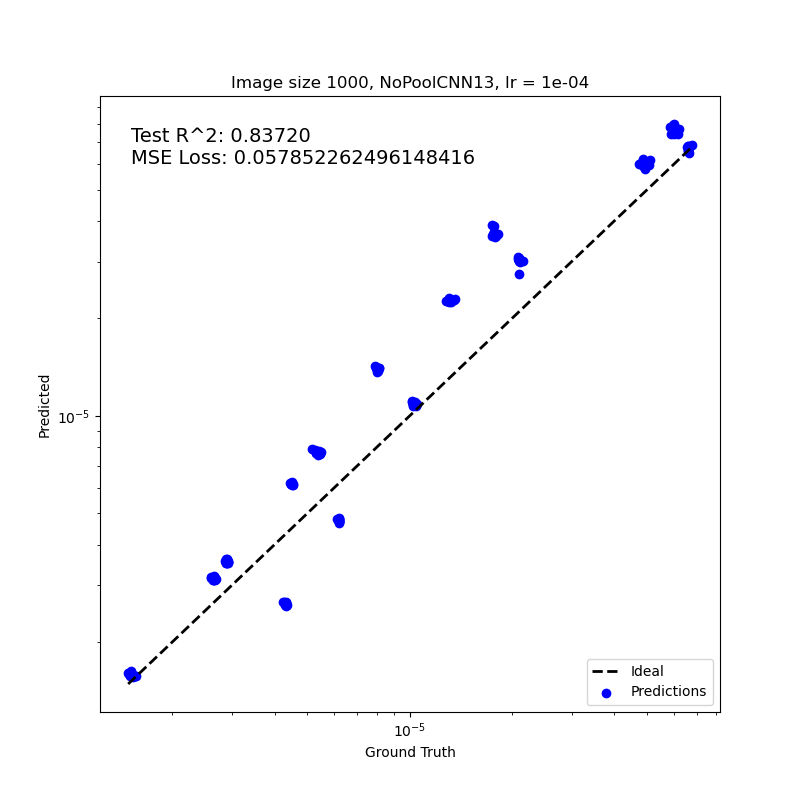 Image size 1000, NoPoolCNN13, lr = 1e-04
Test R^2: 0.83720
MSE Loss: 0.057852262496148416
Predicted
10⁻⁵
Ideal
Predictions
10⁻⁵
Ground Truth